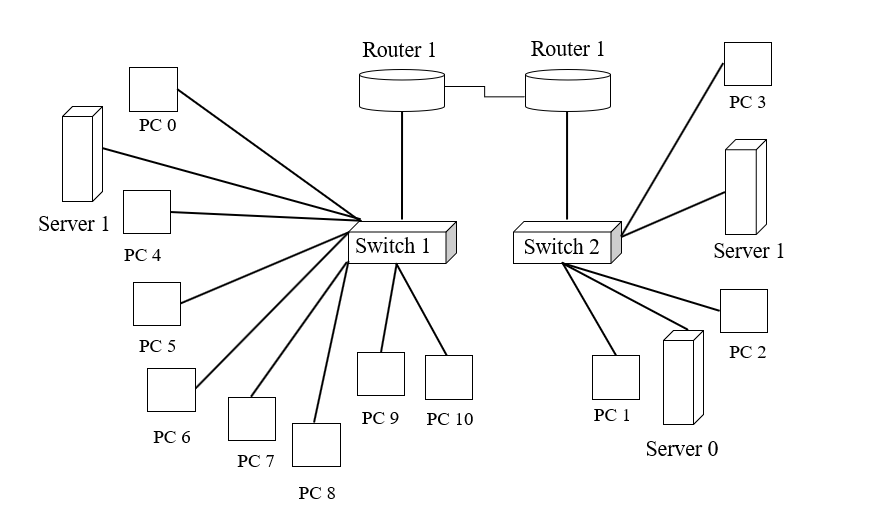 Router 1
Router 1
PC 0
PC 3
Server 1
PC 4
Switch 1
Switch 2
Server 1
PC 5
PC 2
PC 6
PC 9
PC 10
PC 1
PC 7
Server 0
PC 8